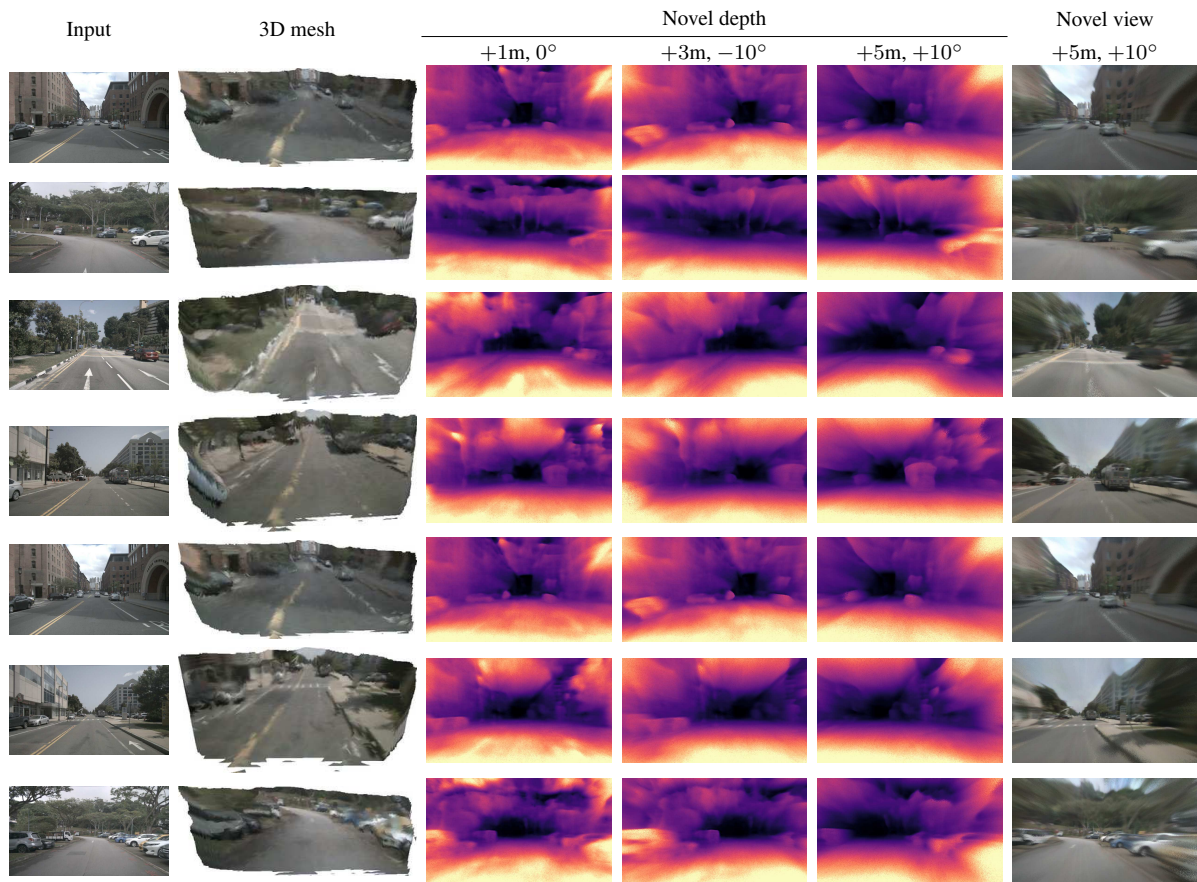 Input
3D mesh
Novel depth
Novel view
+1m, 0°
+3m, −10°
+5m, +10°
+5m, +10°